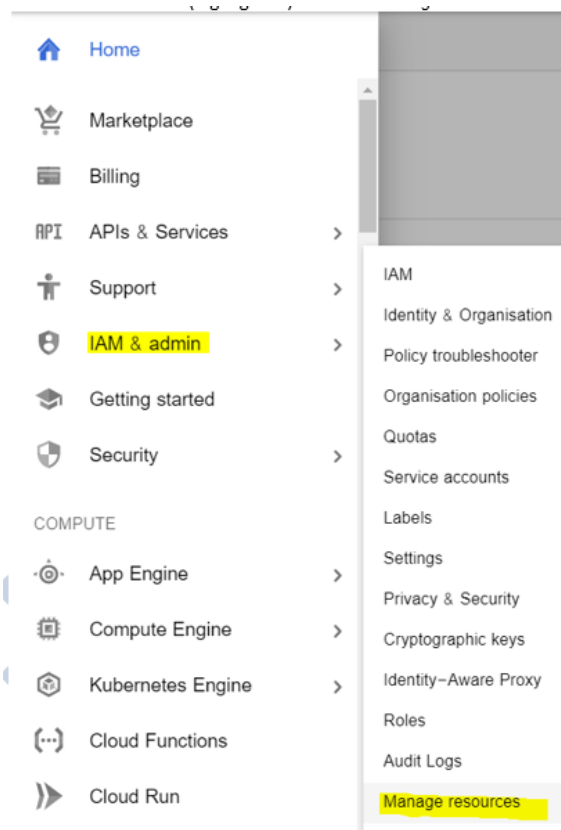 Home
Marketplace
Billing
API APIs & Services
Support
IAM & admin
Getting started
Security
COMPUTE
App Engine
Compute Engine
Kubernetes Engine
Cloud Functions
Cloud Run
IAM
Identity & Organisation
Policy troubleshooter
Organisation policies
Quotas
Service accounts
Labels
Settings
Privacy & Security
Cryptographic keys
Identity-Aware Proxy
Roles
Audit Logs
Manage resources